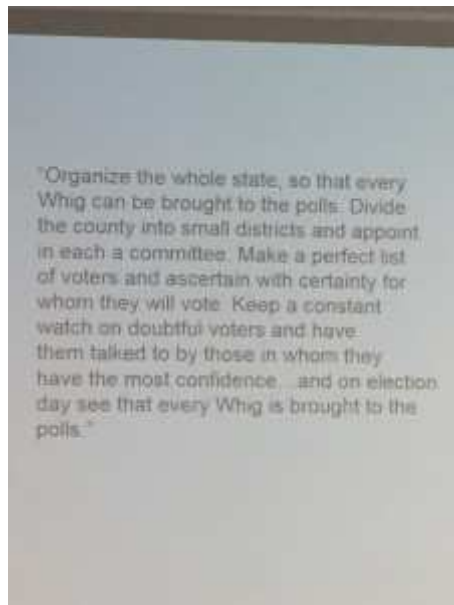 "Organize the whole state, so that every
Whig can be brought to the polls. Divide
the county into small districts and appoint
in each a committee. Make a perfect list
of voters and ascertain with certainty for
whom they will vote. Keep a constant
watch on doubtful voters and have
them talked to by those in whom they
have the most confidence... and on election
day see that every Whig is brought to the
polls."